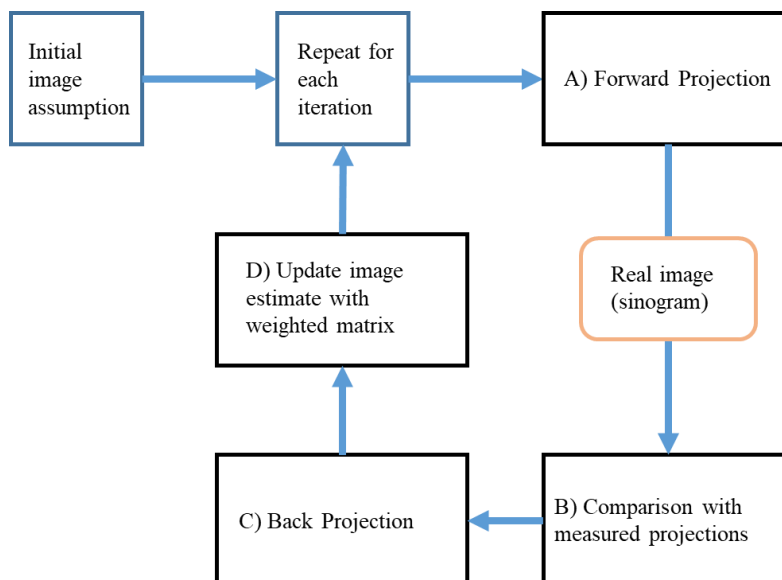 Initial
image
assumption
Repeat for
each
iteration
A) Forward Projection
Real image
(sinogram)
B) Comparison with
measured projections
C) Back Projection
D) Update image
estimate with
weighted matrix